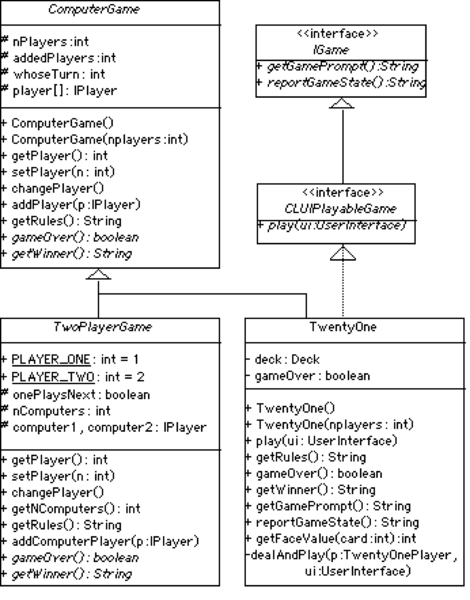 ComputerGame
# nPlayers:int
# addedPlayers:int
# whoseTurn: int
# player[]: IPlayer
+ ComputerGame()
+ ComputerGame(nplayers:int)
+ getPlayer(): int
+ setPlayer(n: int)
+ changePlayer()
+ addPlayer(p:IPlayer)
+ getRules(): String
+ gameOver(): boolean
+ getWinner(): String
<<interface>>
IGame
+ getGamePrompt():String
+ reportGameState():String
<<interface>>
CLUIPlayableGame
+ play(ui:UserInterface)
TwoPlayerGame
+ PLAYER_ONE: int = 1
+ PLAYER_TWO: int = 2
# onePlaysNext: boolean
# nComputers: int
# computer1, computer2: IPlayer
+ getPlayer(): int
+ setPlayer(n: int)
+ changePlayer()
+ getNComputers(): int
+ getRules(): String
+ addComputerPlayer(p:IPlayer)
+ gameOver(): boolean
+ getWinner(): String
TwentyOne
- deck: Deck
- gameOver: boolean
+ TwentyOne()
+ TwentyOne(nplayers: int)
+ play(ui: UserInterface)
+ getRules(): String
+ gameOver(): boolean
+ getWinner(): String
+ getGamePrompt(): String
+ reportGameState(): String
+ getFaceValue(card:int):int
-dealAndPlay(p:TwentyOnePlayer,
ui:UserInterface)